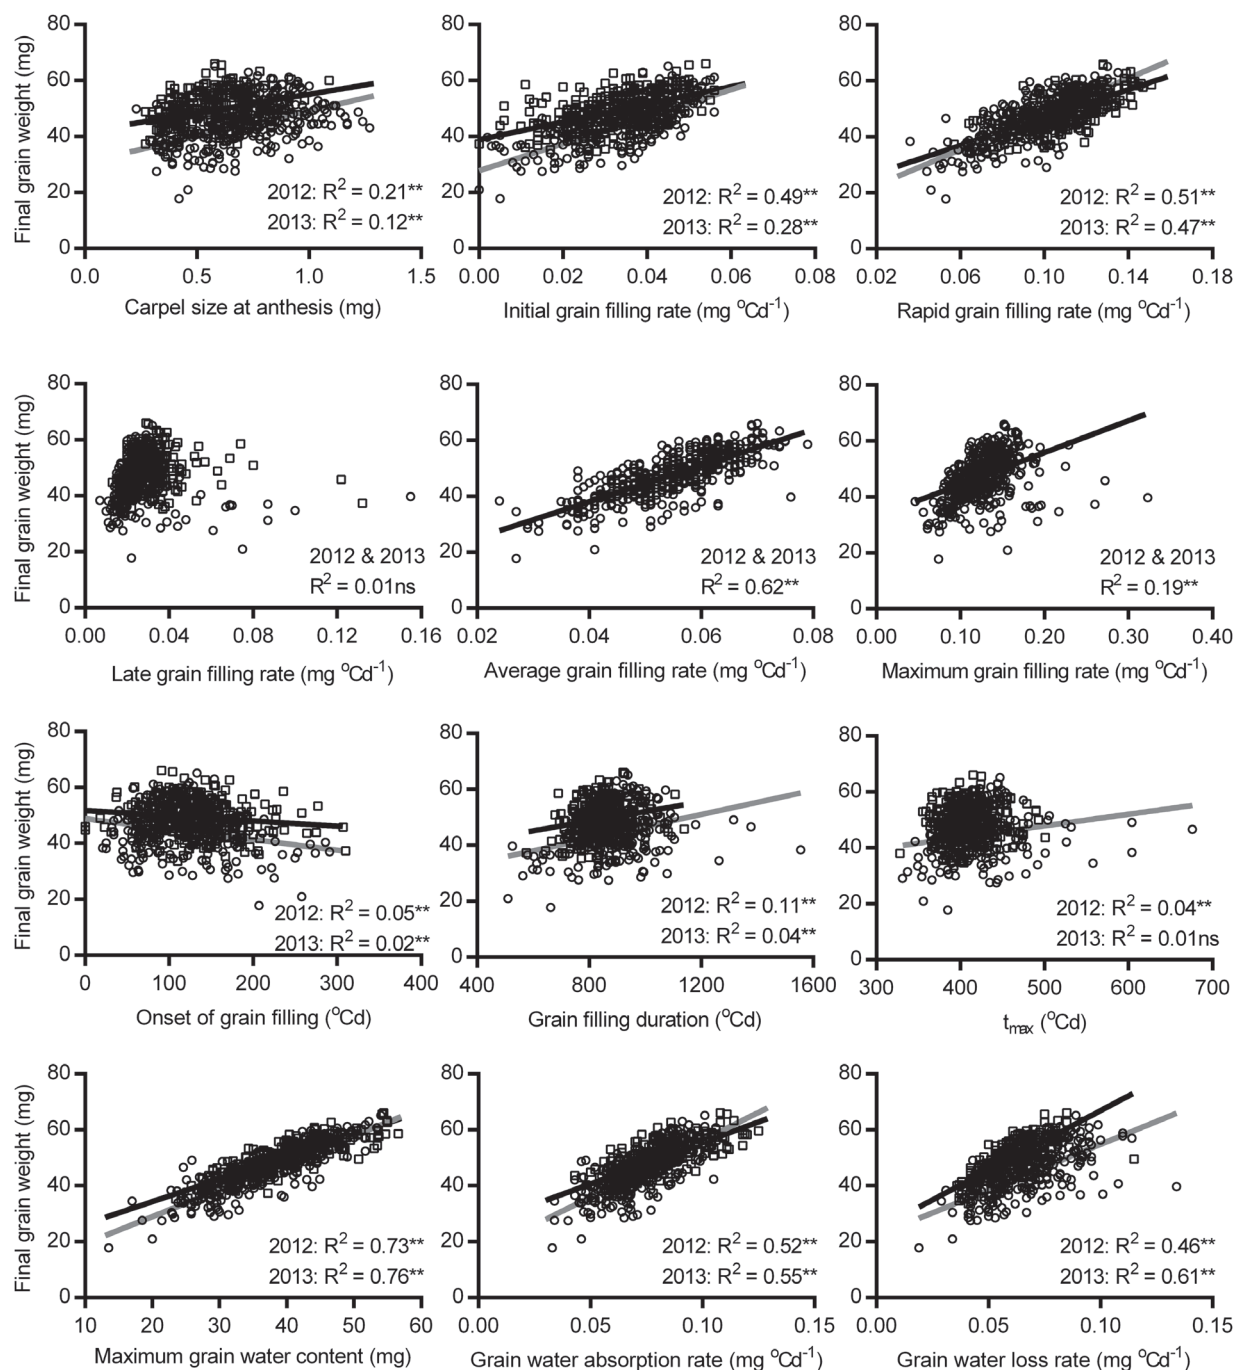 80
60
40
20
0
Final grain weight (mg)
0.0 0.5 1.0 1.5
Carpel size at anthesis (mg)
2012: R² = 0.21**
2013: R² = 0.12**
80
60
40
20
0
0.00 0.02 0.04 0.06 0.08
Initial grain filling rate (mg ºCd⁻¹)
2012: R² = 0.49**
2013: R² = 0.28**
80
60
40
20
0
0.02 0.06 0.10 0.14 0.18
Rapid grain filling rate (mg ºCd⁻¹)
2012: R² = 0.51**
2013: R² = 0.47**
80
60
40
20
0
Final grain weight (mg)
0.00 0.04 0.08 0.12 0.16
Late grain filling rate (mg ºCd⁻¹)
2012 & 2013
R² = 0.01ns
80
60
40
20
0
0.02 0.04 0.06 0.08
Average grain filling rate (mg ºCd⁻¹)
2012 & 2013
R² = 0.62**
80
60
40
20
0
0.00 0.10 0.20 0.30 0.40
Maximum grain filling rate (mg ºCd⁻¹)
2012 & 2013
R² = 0.19**
80
60
40
20
0
Final grain weight (mg)
0 100 200 300 400
Onset of grain filling (ºCd)
2012: R² = 0.05**
2013: R² = 0.02**
80
60
40
20
0
400 800 1200 1600
Grain filling duration (ºCd)
2012: R² = 0.11**
2013: R² = 0.04**
80
60
40
20
0
300 400 500 600 700
tmax (ºCd)
2012: R² = 0.04**
2013: R² = 0.01ns
80
60
40
20
0
Final grain weight (mg)
10 20 30 40 50 60
Maximum grain water content (mg)
2012: R² = 0.73**
2013: R² = 0.76**
80
60
40
20
0
0.00 0.05 0.10 0.15
Grain water absorption rate (mg ºCd⁻¹)
2012: R² = 0.52**
2013: R² = 0.55**
80
60
40
20
0
0.00 0.05 0.10 0.15
Grain water loss rate (mg ºCd⁻¹)
2012: R² = 0.46**
2013: R² = 0.61**